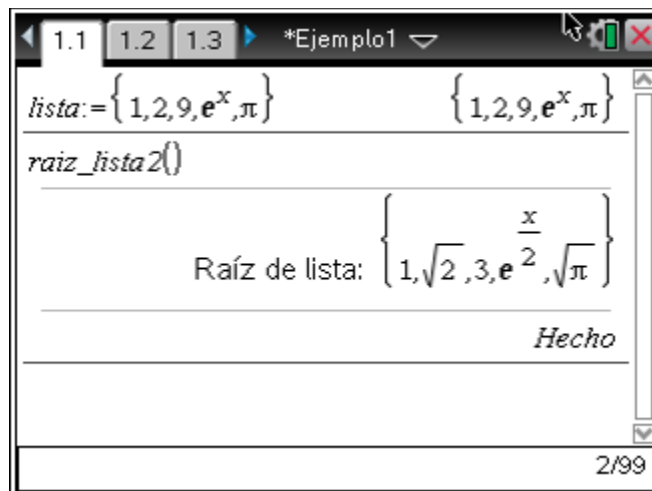 1.1 1.2 1.3 *Ejemplo1
lista:={1,2,9,e^x,π} {1,2,9,e^x,π}
raiz_lista2()
Raíz de lista: {1,√2,3,e^(x/2),√π}
Hecho
2/99